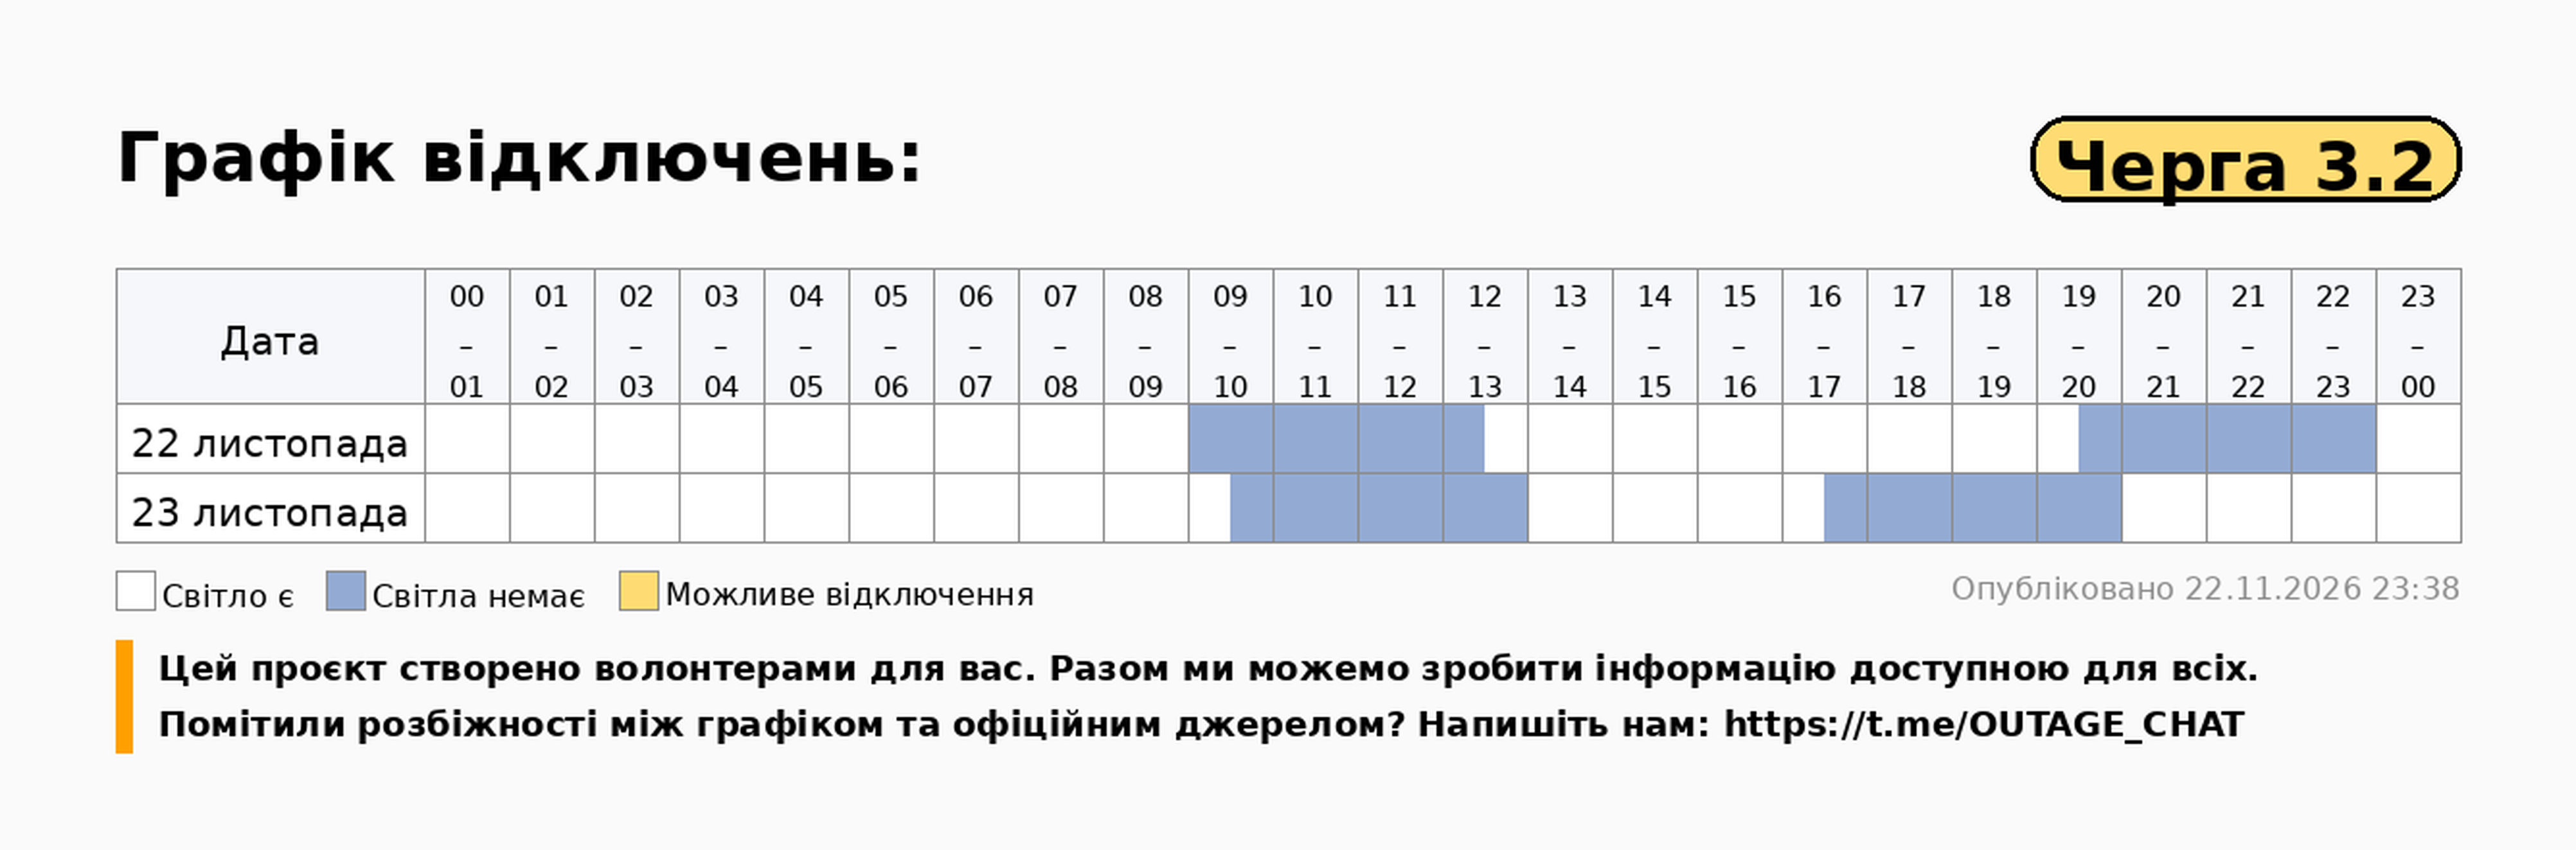 Графік відключень:
Черга 3.2
Дата
00 – 01
01 – 02
02 – 03
03 – 04
04 – 05
05 – 06
06 – 07
07 – 08
08 – 09
09 – 10
10 – 11
11 – 12
12 – 13
13 – 14
14 – 15
15 – 16
16 – 17
17 – 18
18 – 19
19 – 20
20 – 21
21 – 22
22 – 23
23 – 00
22 листопада
23 листопада
Світло є
Світла немає
Можливе відключення
Опубліковано 22.11.2026 23:38
Цей проєкт створено волонтерами для вас. Разом ми можемо зробити інформацію доступною для всіх.
Помітили розбіжності між графіком та офіційним джерелом? Напишіть нам: https://t.me/OUTAGE_CHAT